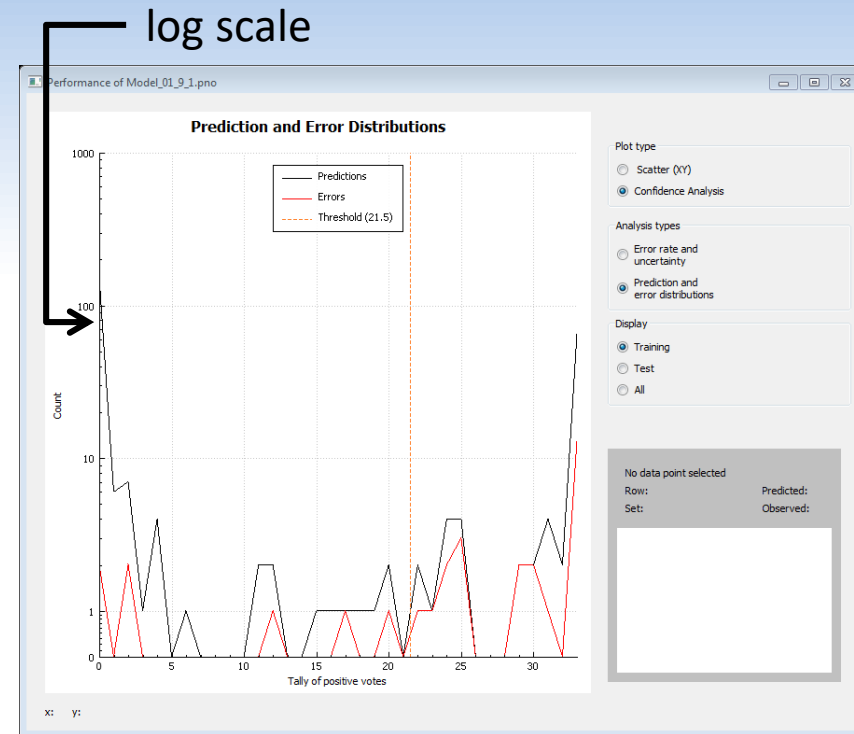 log scale
Performance of Model_01_9_1.pno
Prediction and Error Distributions
1000
100
10
1
0
Count
Predictions
Errors
Threshold (21.5)
0 5 10 15 20 25 30
Tally of positive votes
x: y:
Plot type
Scatter (XY)
Confidence Analysis
Analysis types
Error rate and
uncertainty
Prediction and
error distributions
Display
Training
Test
All
No data point selected
Row: Predicted:
Set: Observed: